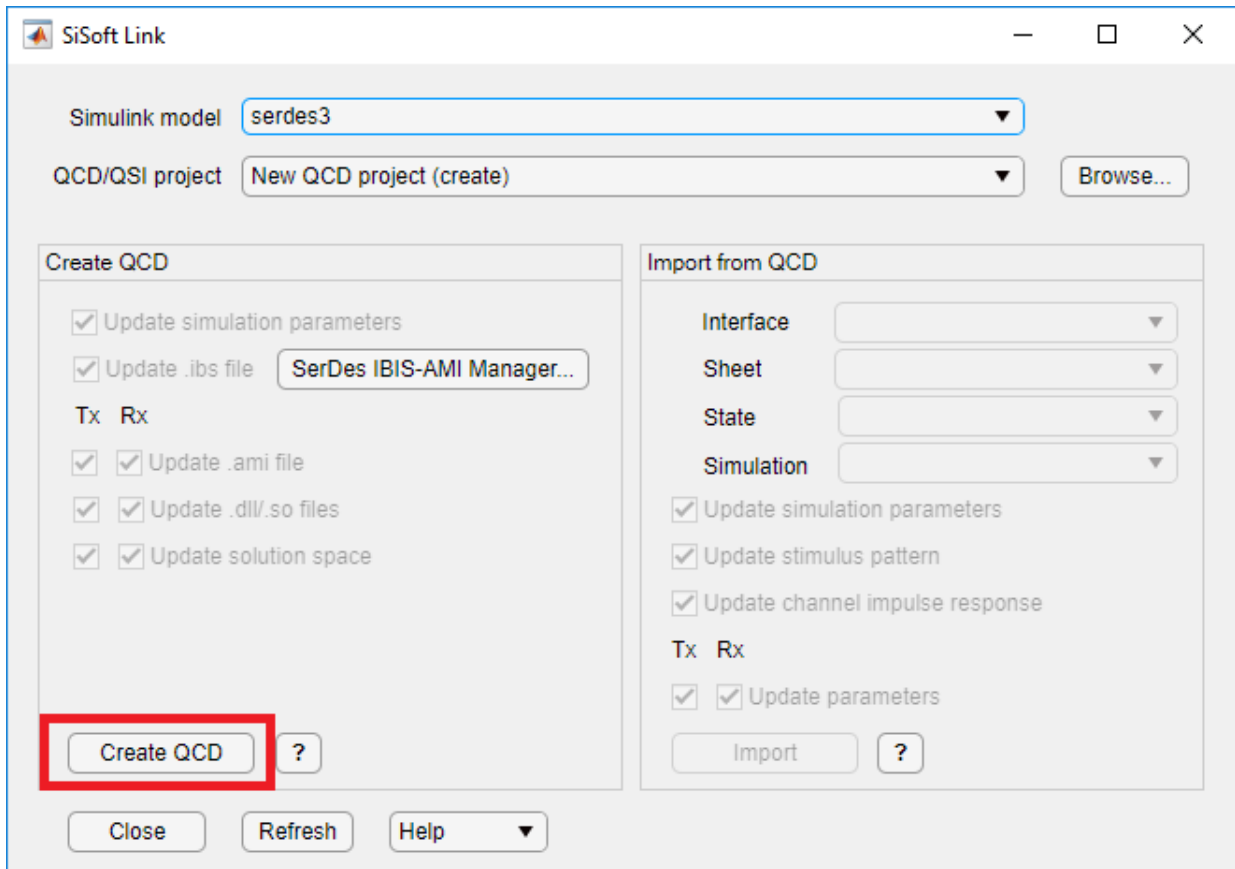 SiSoft Link
Simulink model serdes3
QCD/QSI project New QCD project (create) Browse...
Create QCD
Update simulation parameters
Update .ibs file SerDes IBIS-AMI Manager...
Tx Rx
Update .ami file
Update .dll/.so files
Update solution space
Create QCD ?
Import from QCD
Interface
Sheet
State
Simulation
Update simulation parameters
Update stimulus pattern
Update channel impulse response
Tx Rx
Update parameters
Import ?
Close Refresh Help